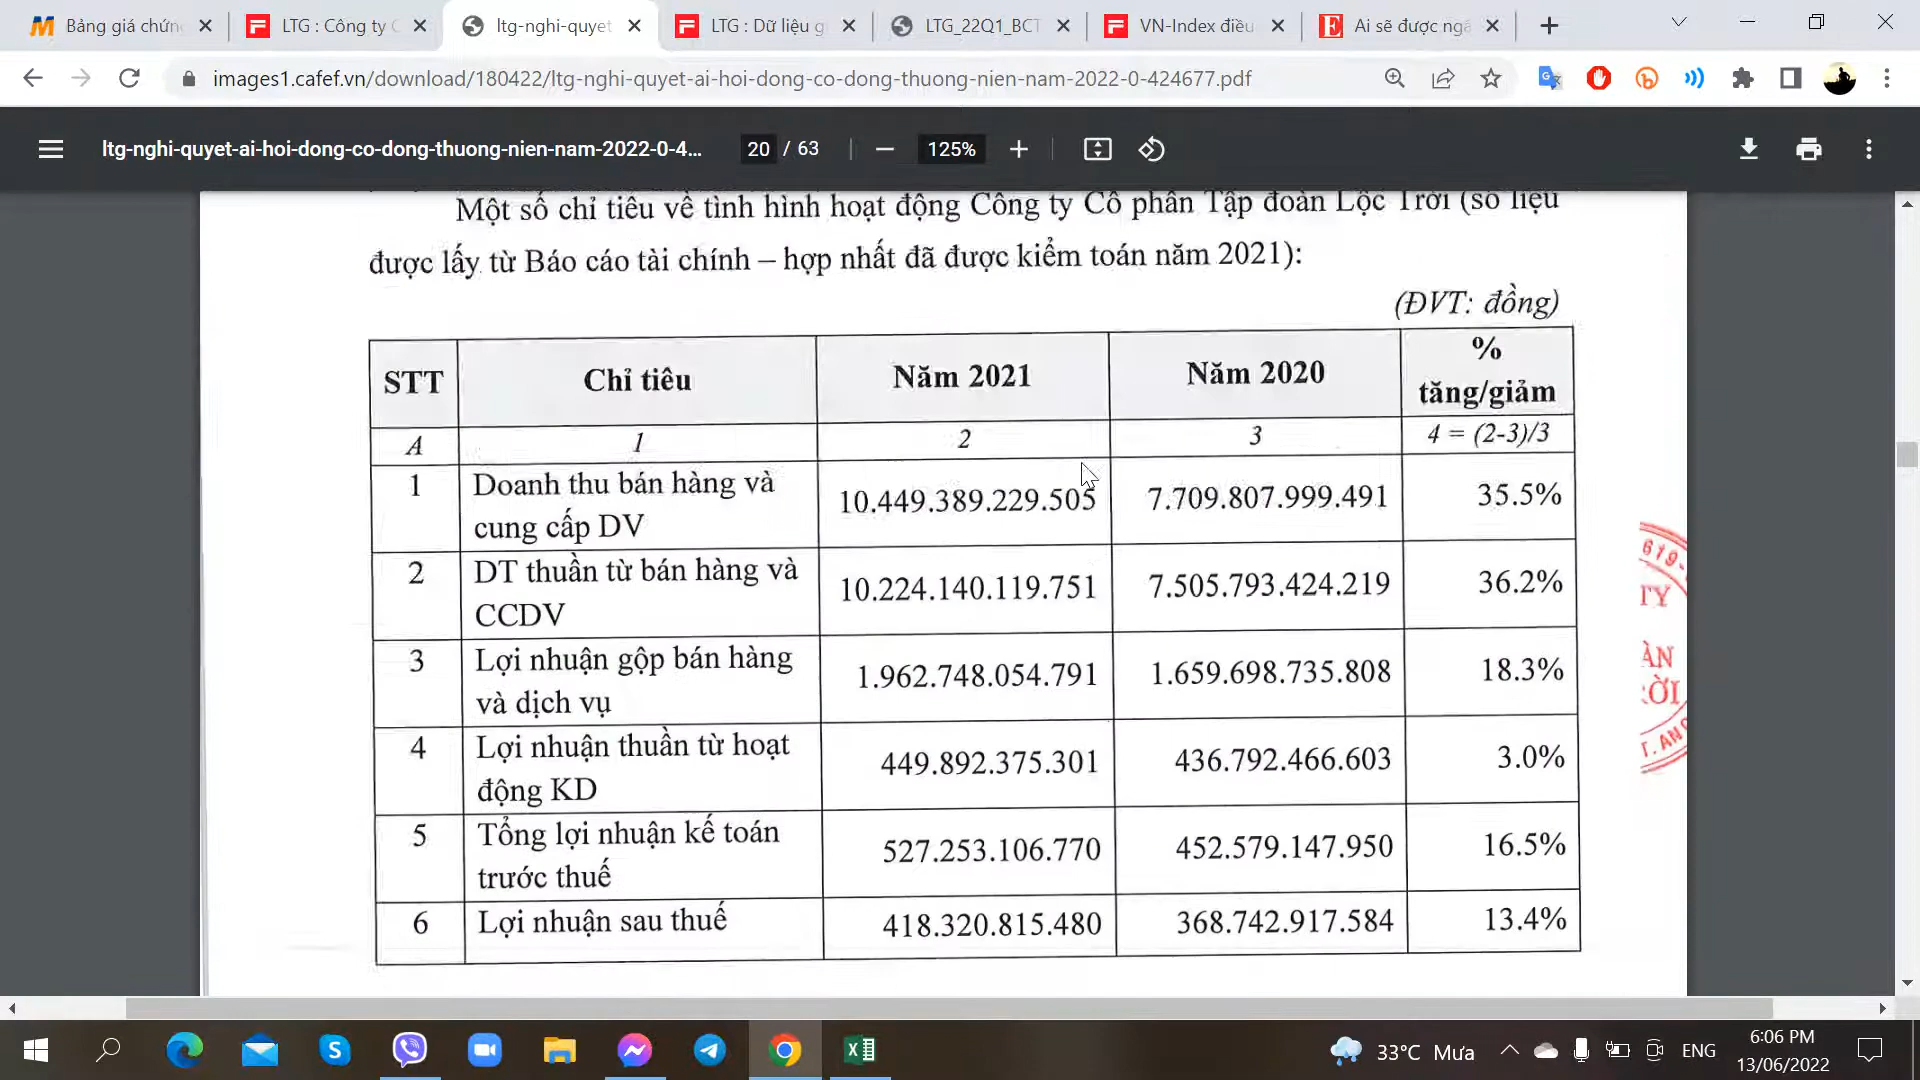 Bảng giá chứn
LTG : Công ty C
ltg-nghi-quyet
LTG : Dữ liệu g
LTG_22Q1_BCT
VN-Index điều
Ai sẽ được ngâ
images1.cafef.vn/download/180422/ltg-nghi-quyet-ai-hoi-dong-co-dong-thuong-nien-nam-2022-0-424677.pdf
ltg-nghi-quyet-ai-hoi-dong-co-dong-thuong-nien-nam-2022-0-4... 20 / 63 125%
Một số chỉ tiêu về tình hình hoạt động Công ty Cổ phần Tập đoàn Lộc Trời (số liệu
được lấy từ Báo cáo tài chính – hợp nhất đã được kiểm toán năm 2021):
(ĐVT: đồng)
STT Chỉ tiêu Năm 2021 Năm 2020 %
tăng/giảm
A 1 2 3 4 = (2-3)/3
1 Doanh thu bán hàng và
cung cấp DV 10.449.389.229.505 7.709.807.999.491 35.5%
2 DT thuần từ bán hàng và
CCDV 10.224.140.119.751 7.505.793.424.219 36.2%
3 Lợi nhuận gộp bán hàng
và dịch vụ 1.962.748.054.791 1.659.698.735.808 18.3%
4 Lợi nhuận thuần từ hoạt
động KD 449.892.375.301 436.792.466.603 3.0%
5 Tổng lợi nhuận kế toán
trước thuế 527.253.106.770 452.579.147.950 16.5%
6 Lợi nhuận sau thuế 418.320.815.480 368.742.917.584 13.4%
33°C Mưa
ENG
6:06 PM
13/06/2022